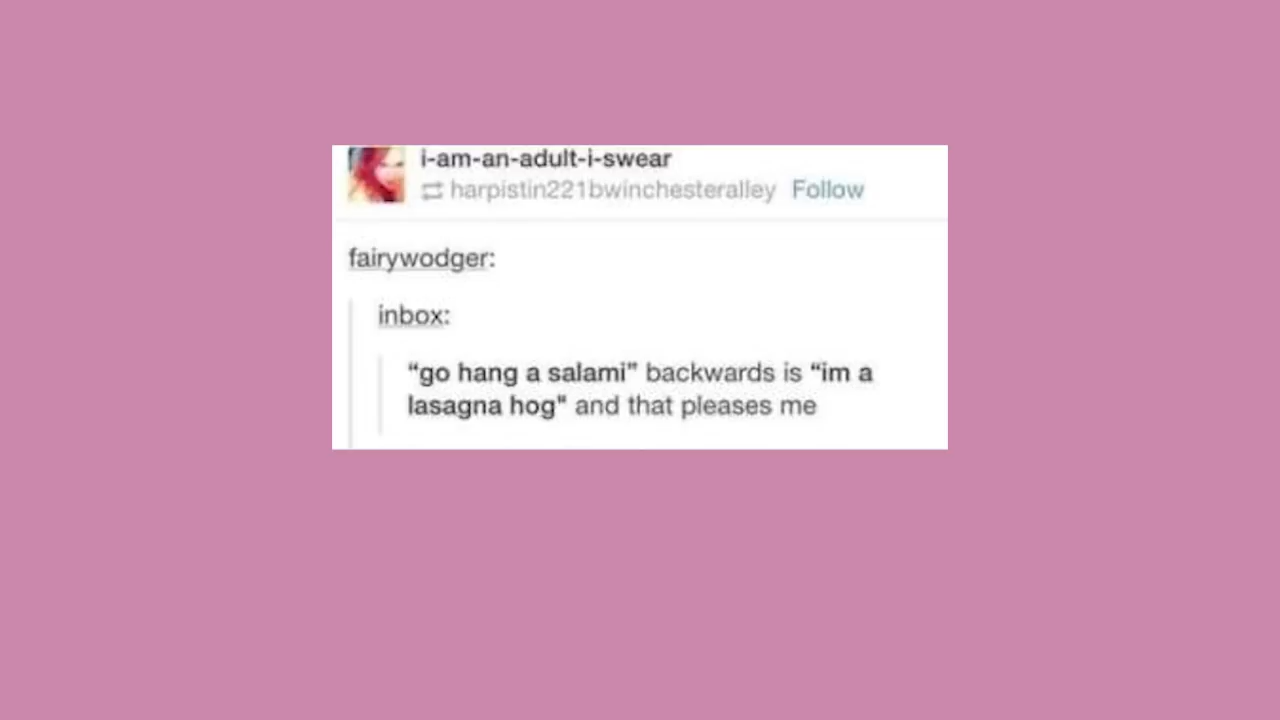 i-am-an-adult-i-swear
harpistin221bwinchesteralley Follow
fairywodger:
inbox:
“go hang a salami” backwards is “im a
lasagna hog" and that pleases me